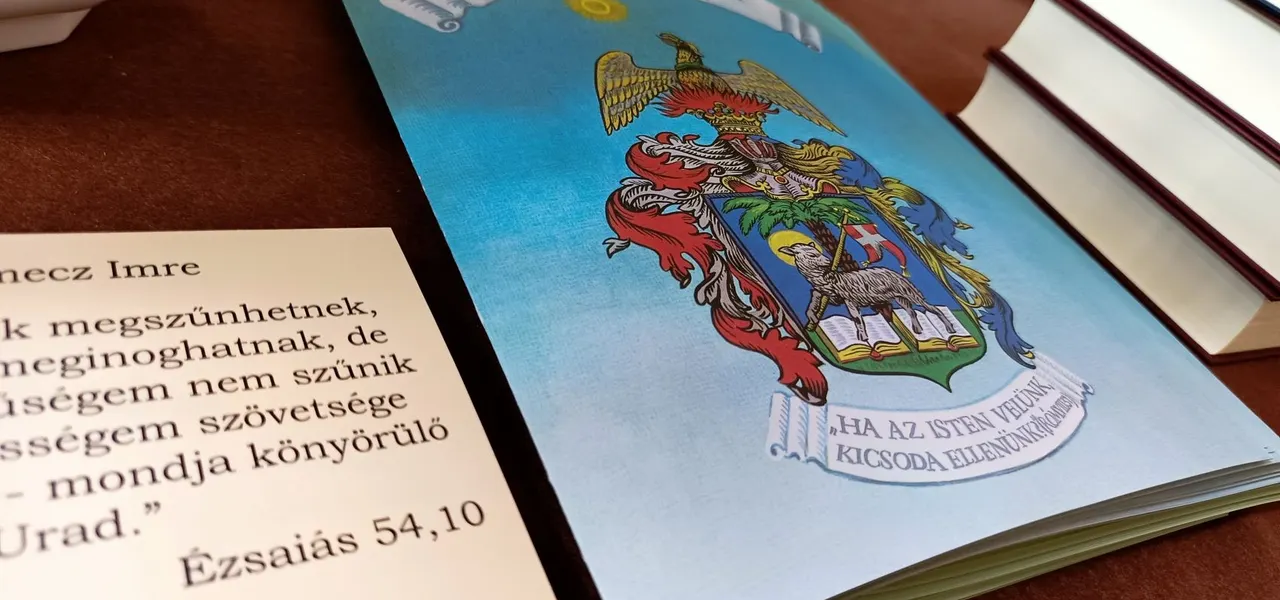 necz Imre
k megszűnhetnek,
meginoghatnak, de
űségem nem szűnik
sségem szövetsége
– mondja könyörülő
Urad.”
Ézsaiás 54,10
„HA AZ ISTEN VELÜNK,
KICSODA ELLENÜNK?”